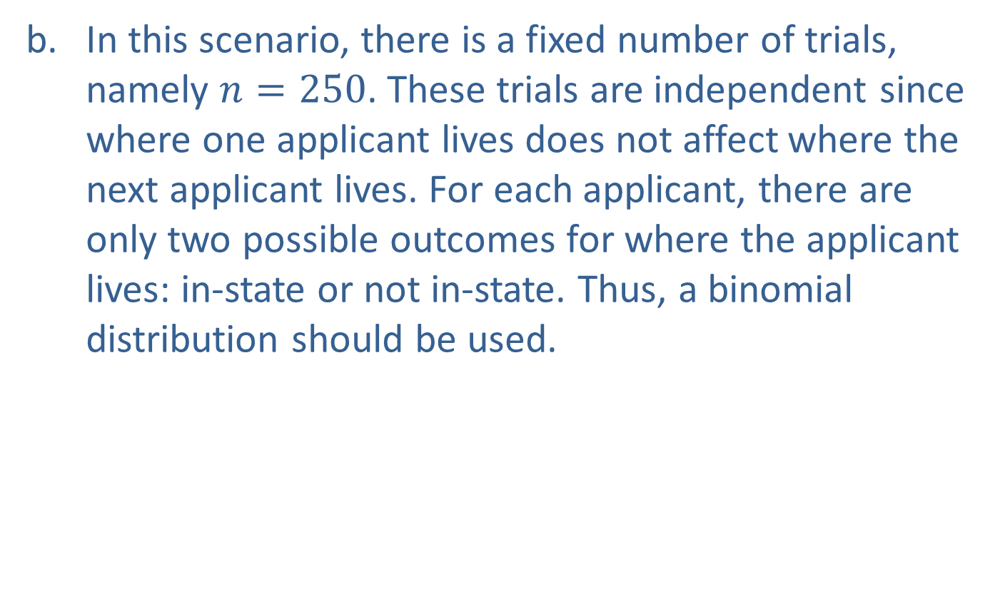 b. In this scenario, there is a fixed number of trials,
namely n = 250. These trials are independent since
where one applicant lives does not affect where the
next applicant lives. For each applicant, there are
only two possible outcomes for where the applicant
lives: in-state or not in-state. Thus, a binomial
distribution should be used.